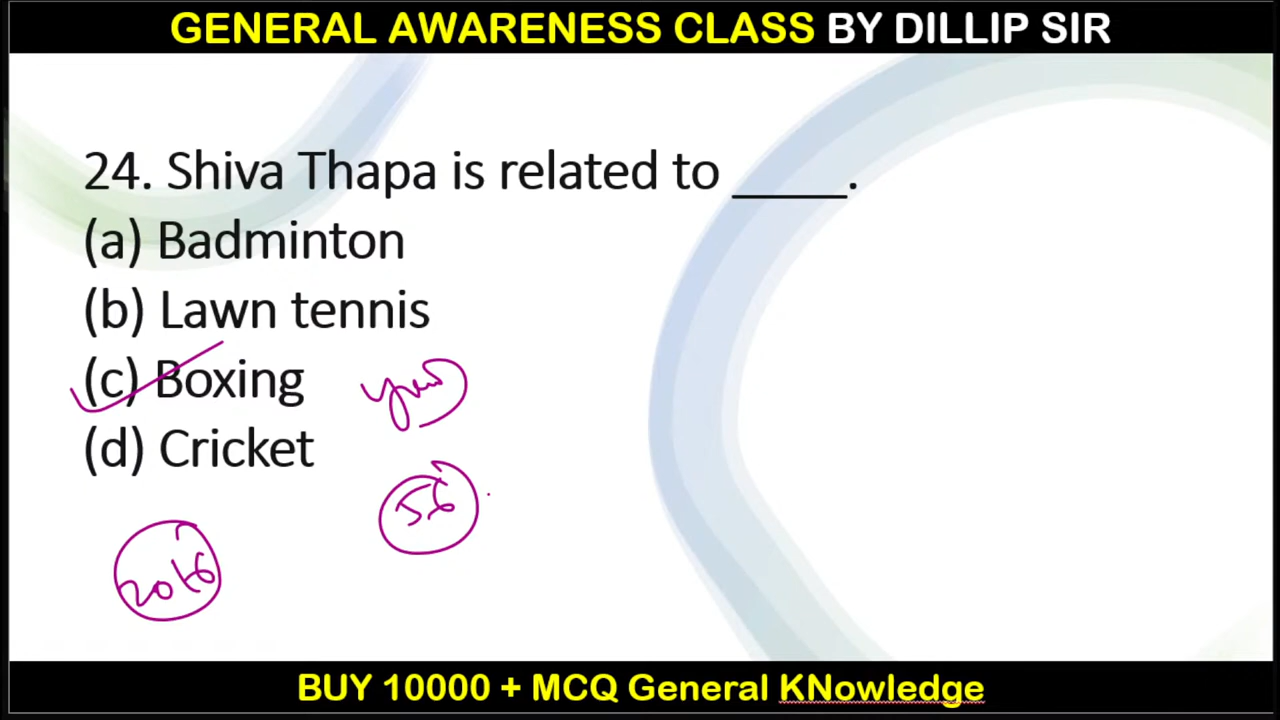 GENERAL AWARENESS CLASS BY DILLIP SIR
24. Shiva Thapa is related to _____.
(a) Badminton
(b) Lawn tennis
(c) Boxing
(d) Cricket
56
2016
BUY 10000 + MCQ General KNowledge